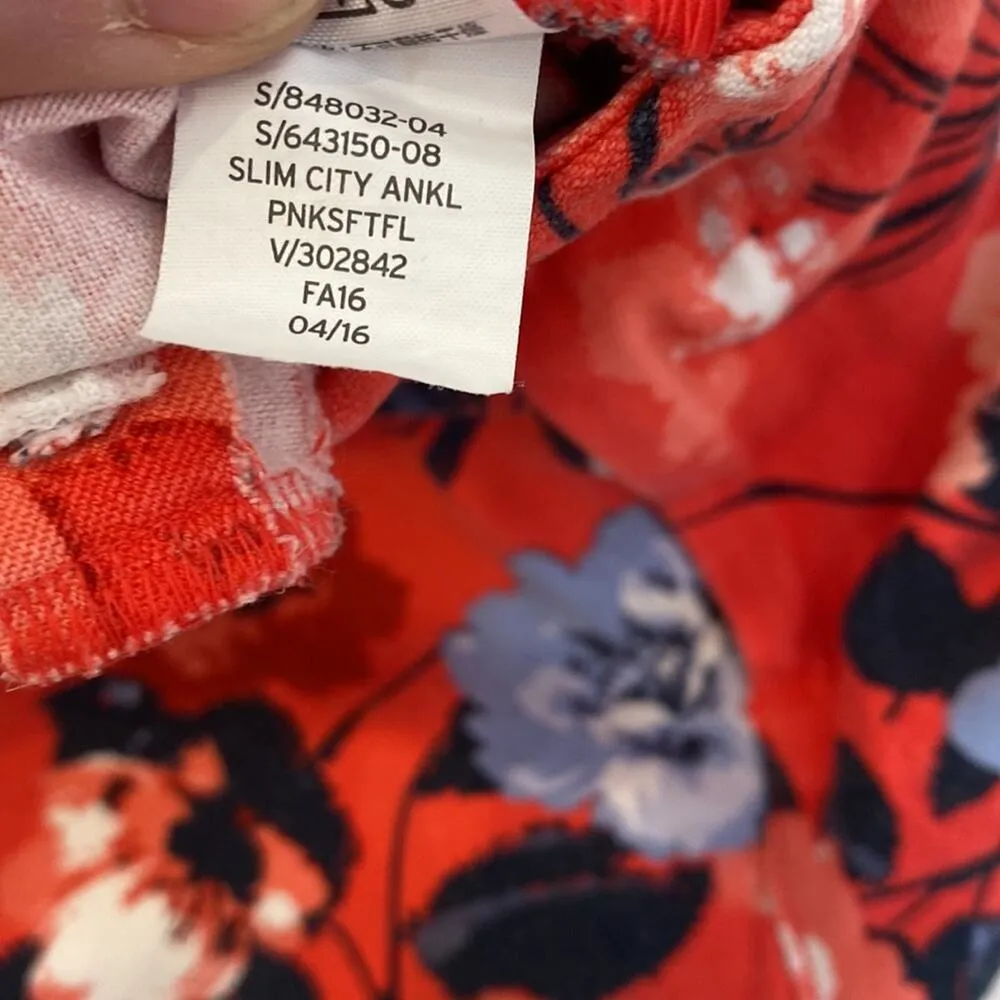 S/848032-04
S/643150-08
SLIM CITY ANKL
PNKSFTFL
V/302842
FA16
04/16